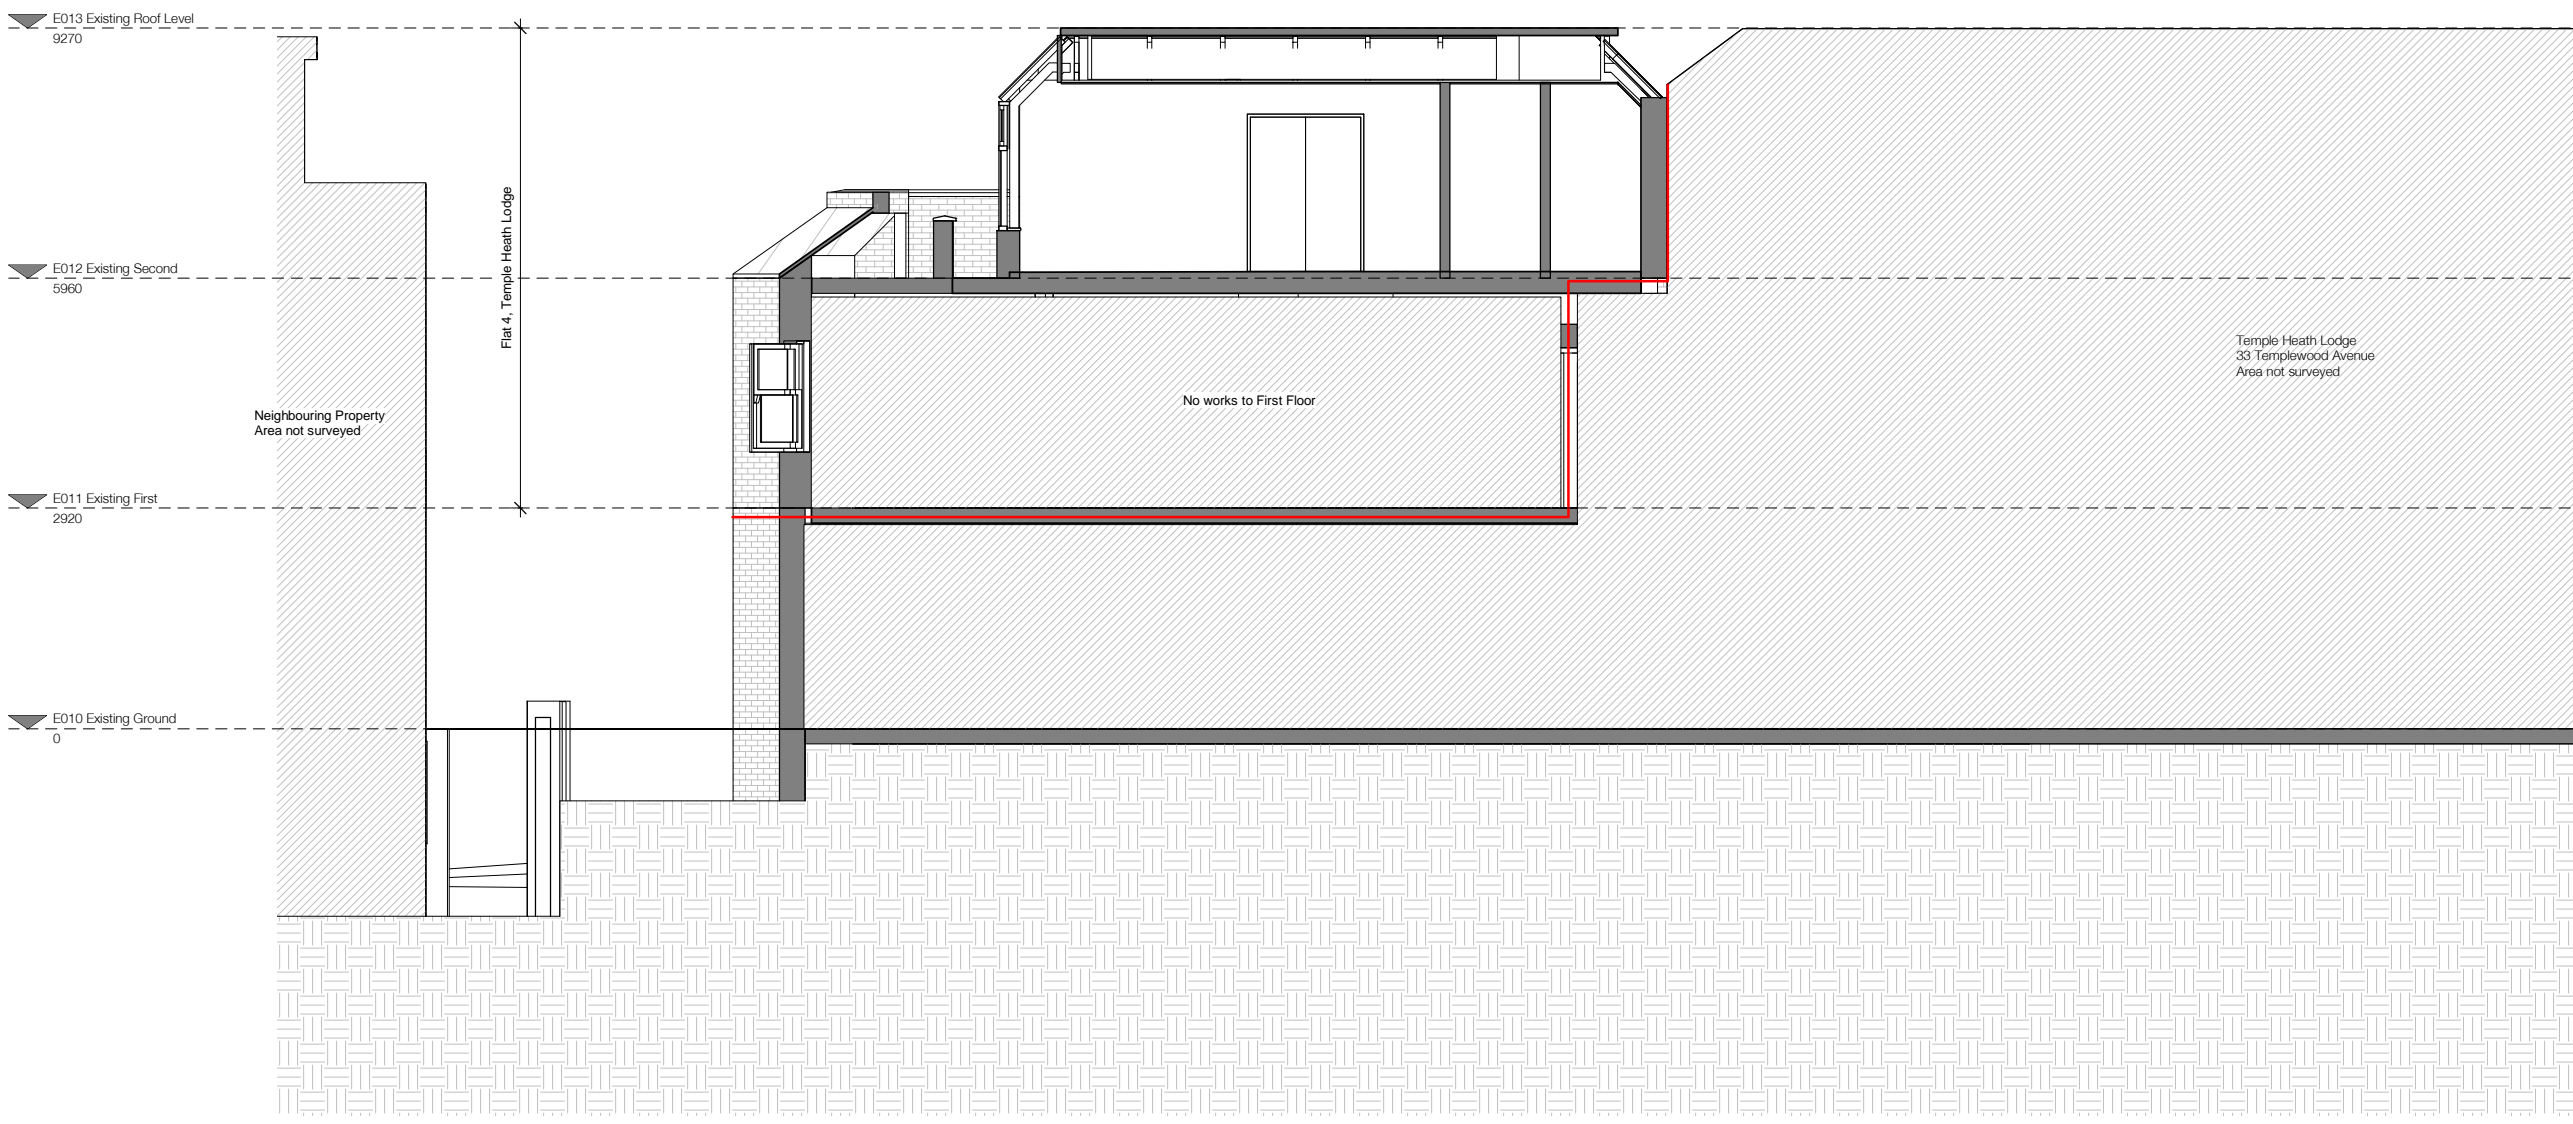 E013 Existing Roof Level
9270
Flat 4, Temple Heath Lodge
E012 Existing Second
5960
Temple Heath Lodge
33 Templewood Avenue
Area not surveyed
No works to First Floor
Neighbouring Property
Area not surveyed
E011 Existing First
2920
E010 Existing Ground
0